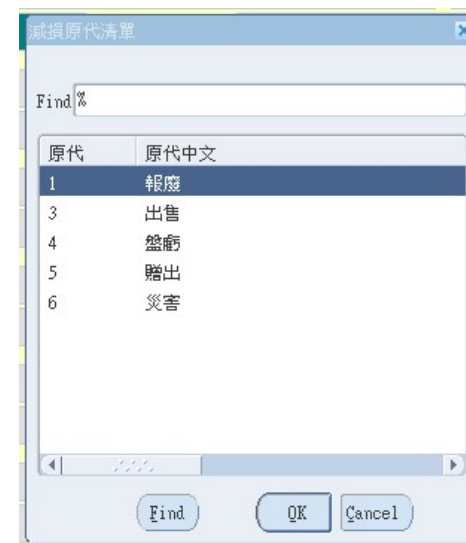 減損原代清單
Find %
原代 原代中文
1 報廢
3 出售
4 盤虧
5 贈出
6 災害
Find OK Cancel